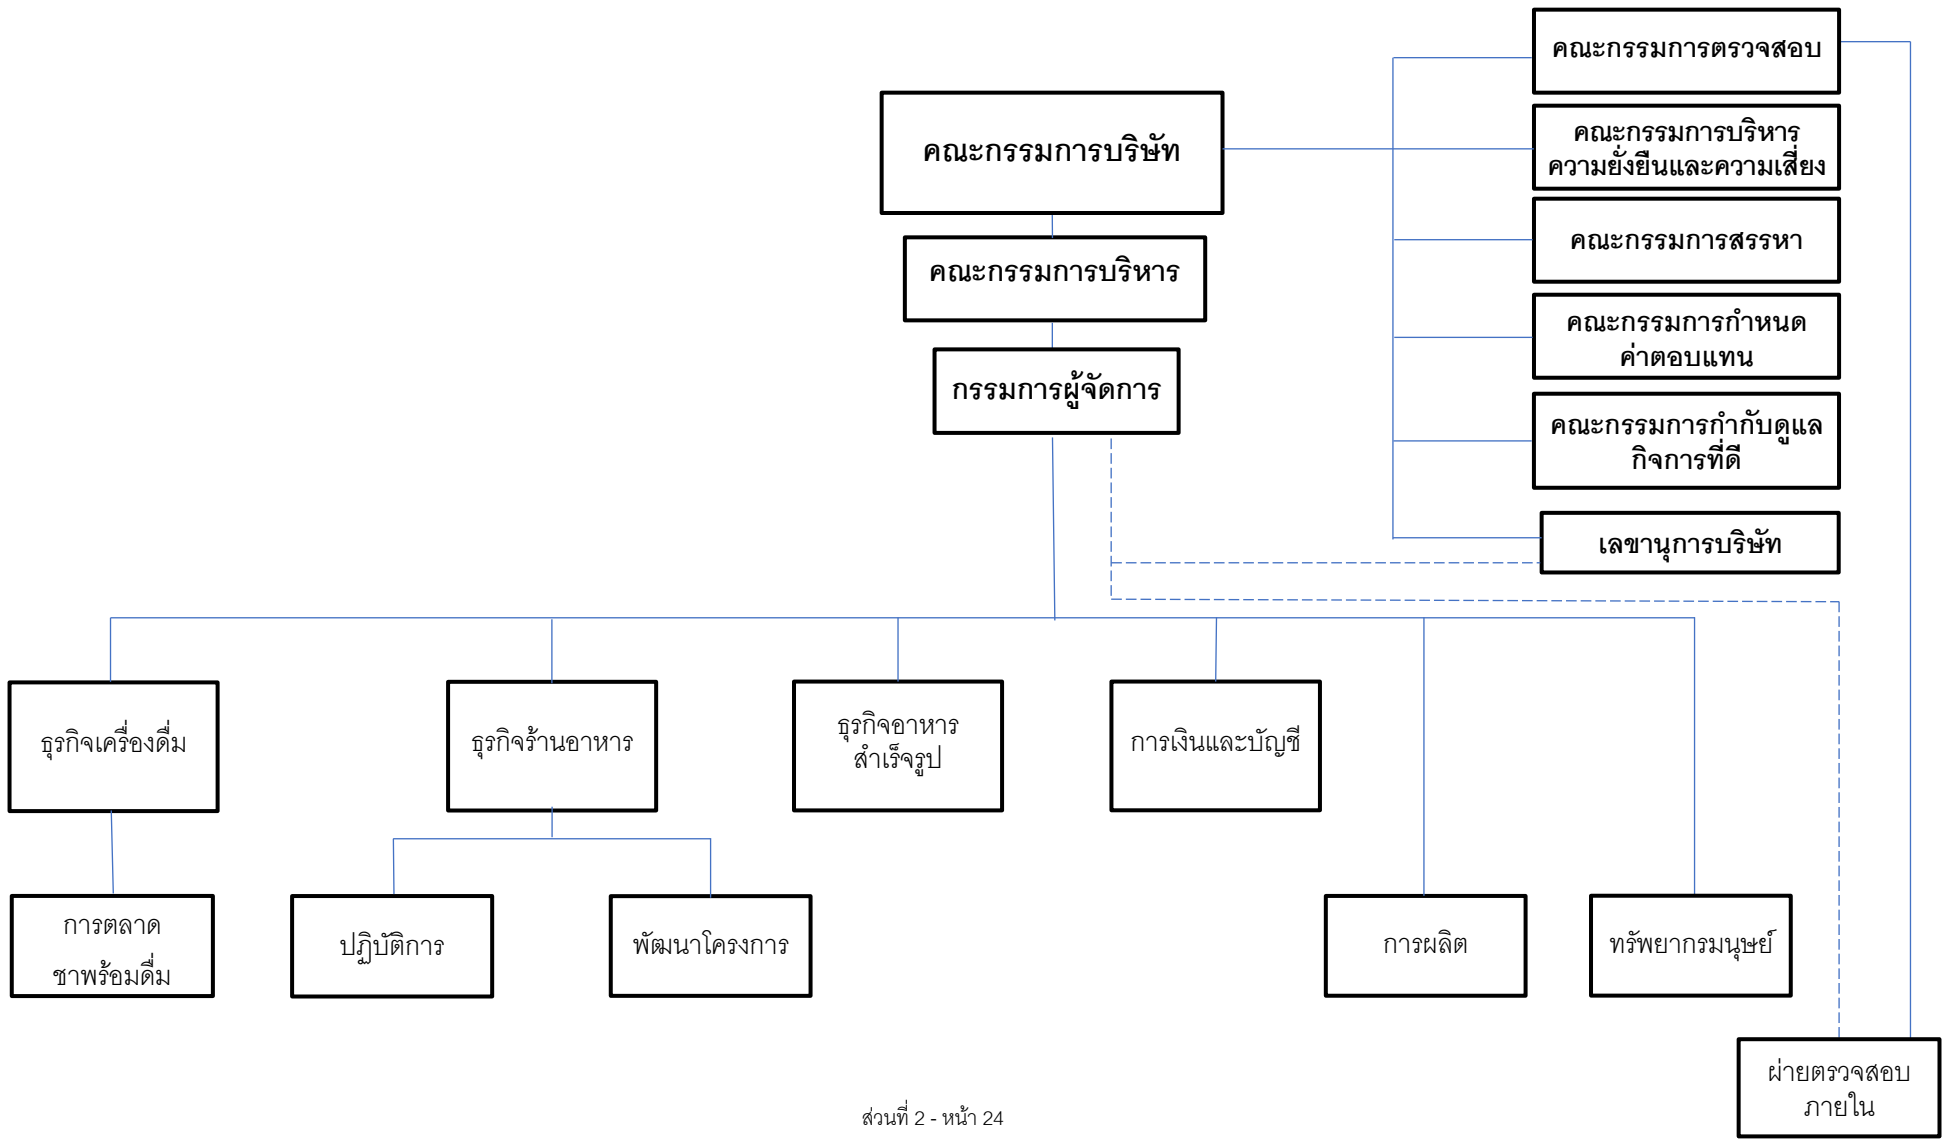 คณะกรรมการตรวจสอบ
คณะกรรมการบริษัท
คณะกรรมการบริหาร
ความยั่งยืนและความเสี่ยง
คณะกรรมการสรรหา
คณะกรรมการบริหาร
คณะกรรมการกำหนด
ค่าตอบแทน
กรรมการผู้จัดการ
คณะกรรมการกำกับดูแล
กิจการที่ดี
เลขานุการบริษัท
ธุรกิจเครื่องดื่ม
ธุรกิจร้านอาหาร
ธุรกิจอาหาร
สำเร็จรูป
การเงินและบัญชี
การตลาด
ชาพร้อมดื่ม
ปฏิบัติการ
พัฒนาโครงการ
การผลิต
ทรัพยากรมนุษย์
ฝ่ายตรวจสอบ
ภายใน
ส่วนที่ 2 - หน้า 24